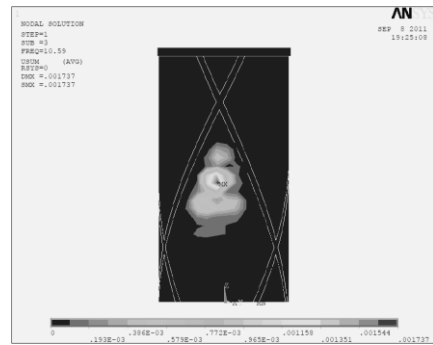 NODAL SOLUTION
STEP=1
SUB =3
FREQ=10.59
USUM (AVG)
RSYS=0
DMX =.001737
SMX =.001737
AN
SEP 8 2011
19:25:08
MX
0 .386E-03 .772E-03 .001158 .001544
.193E-03 .579E-03 .965E-03 .001351 .001737